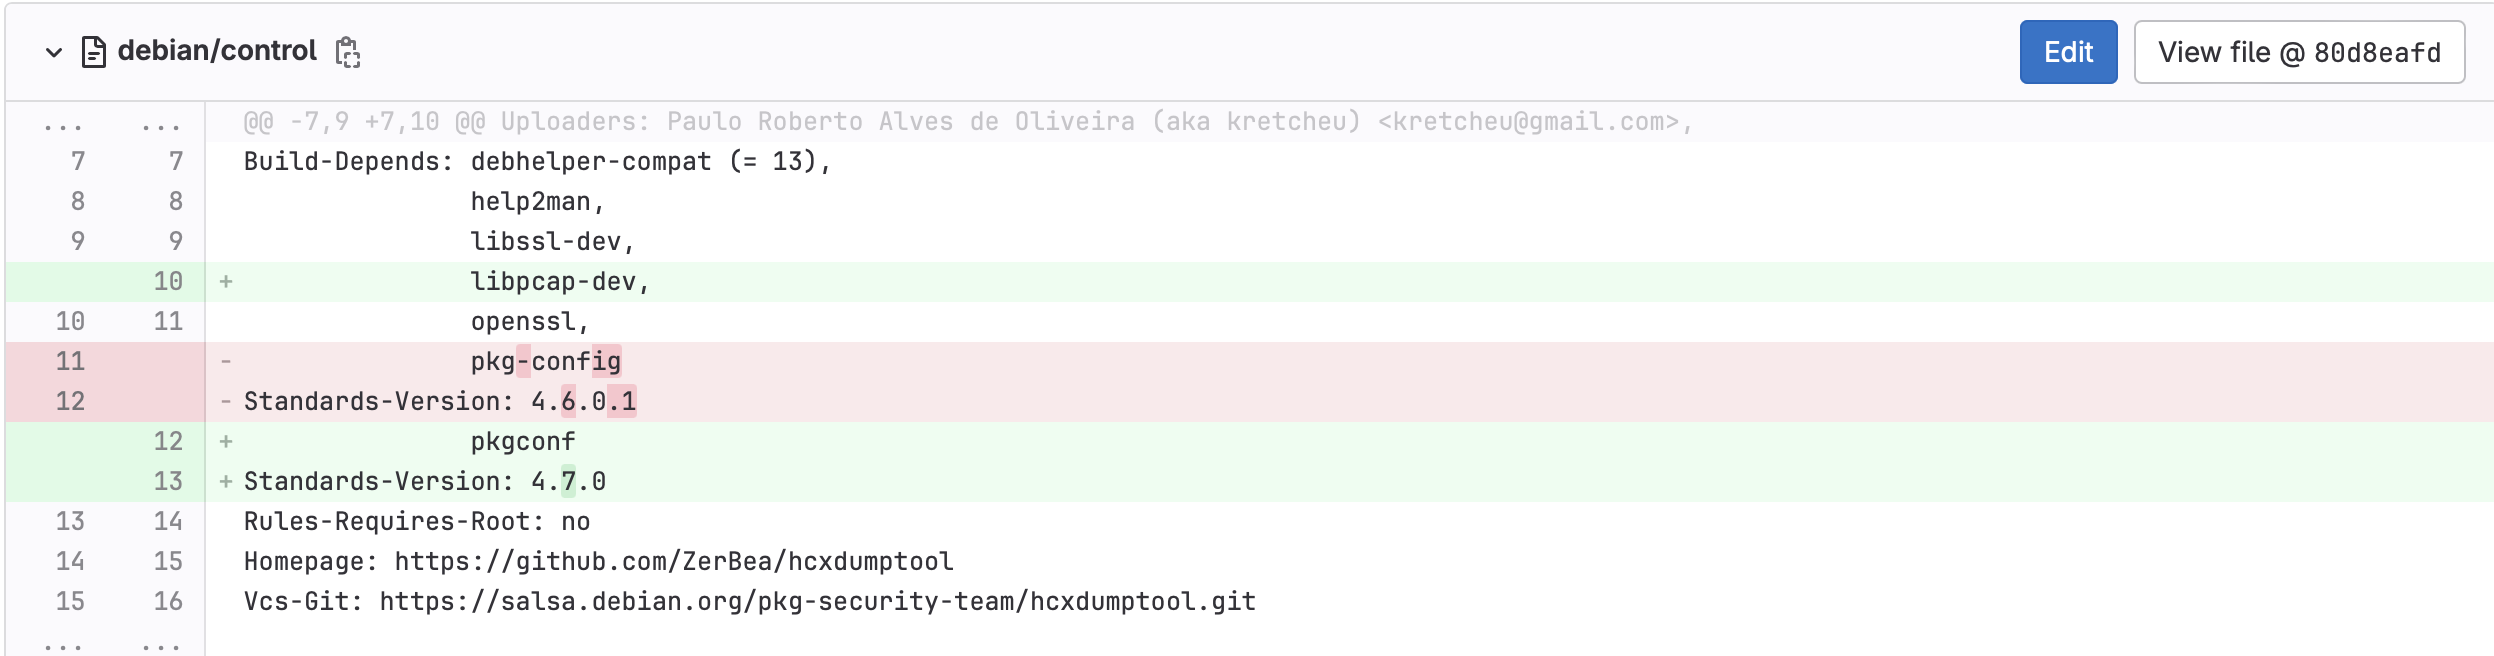 debian/control Edit View file @ 80d8eafd
... ... @@ -7,9 +7,10 @@ Uploaders: Paulo Roberto Alves de Oliveira (aka kretcheu) <kretcheu@gmail.com>,
7 7 Build-Depends: debhelper-compat (= 13),
8 8 help2man,
9 9 libssl-dev,
10 + libpcap-dev,
10 11 openssl,
11 - pkg-config
12 - Standards-Version: 4.6.0.1
12 + pkgconf
13 + Standards-Version: 4.7.0
13 14 Rules-Requires-Root: no
14 15 Homepage: https://github.com/ZerBea/hcxdumptool
15 16 Vcs-Git: https://salsa.debian.org/pkg-security-team/hcxdumptool.git
... ...